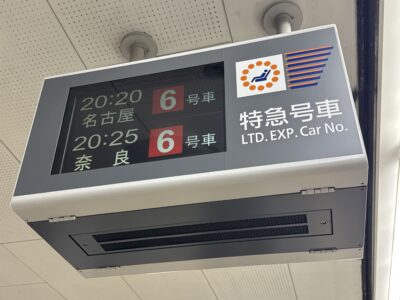 20:20 6号車
名古屋
20:25 6号車
奈良
特急号車
LTD. EXP. Car No.